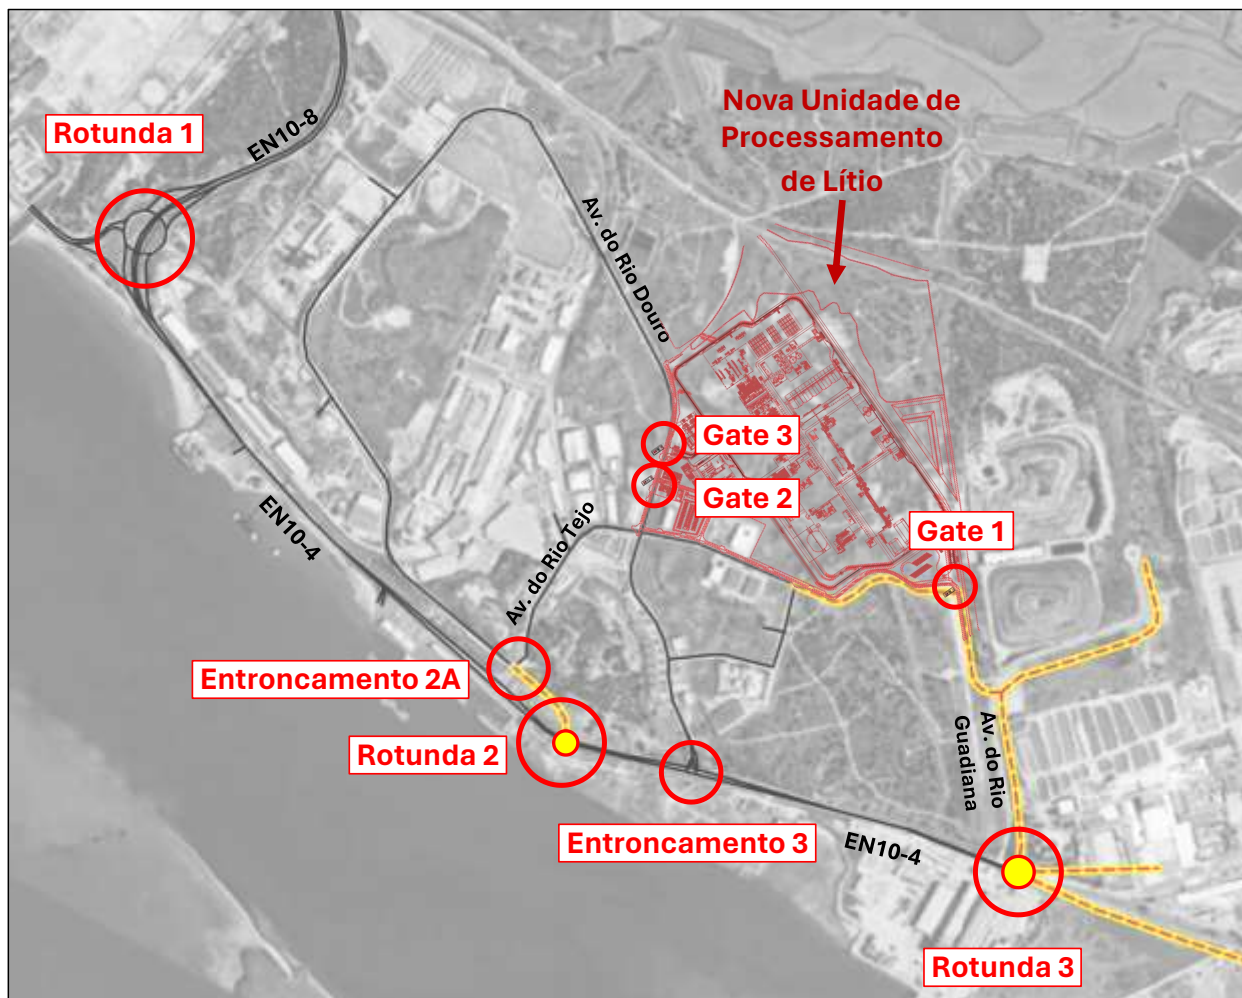 Nova Unidade de
Processamento
de Lítio
Rotunda 1
EN10-8
Av. do Rio Douro
Gate 3
Gate 2
Gate 1
EN10-4
Av. do Rio Tejo
Entroncamento 2A
Rotunda 2
Av. do Rio
Guadiana
Entroncamento 3
EN10-4
Rotunda 3